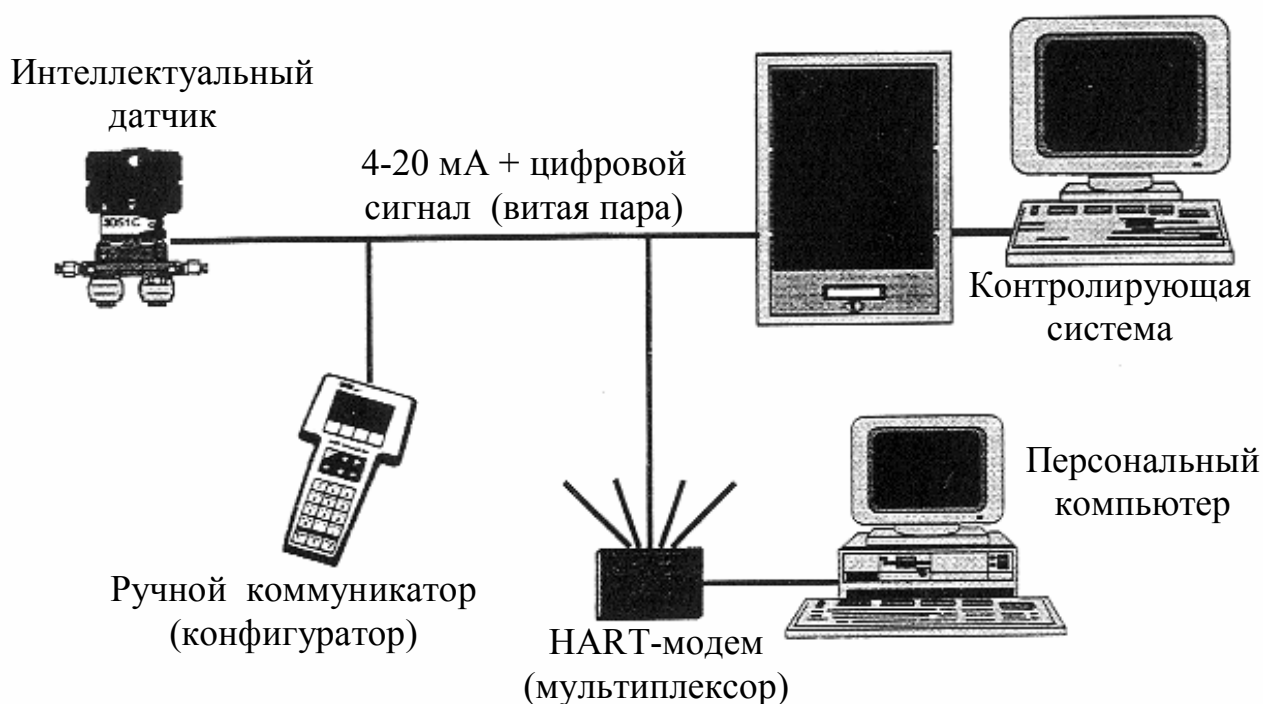 Интеллектуальный
датчик
3051C
4-20 мА + цифровой
сигнал (витая пара)
Контролирующая
система
Ручной коммуникатор
(конфигуратор)
HART-модем
(мультиплексор)
Персональный
компьютер